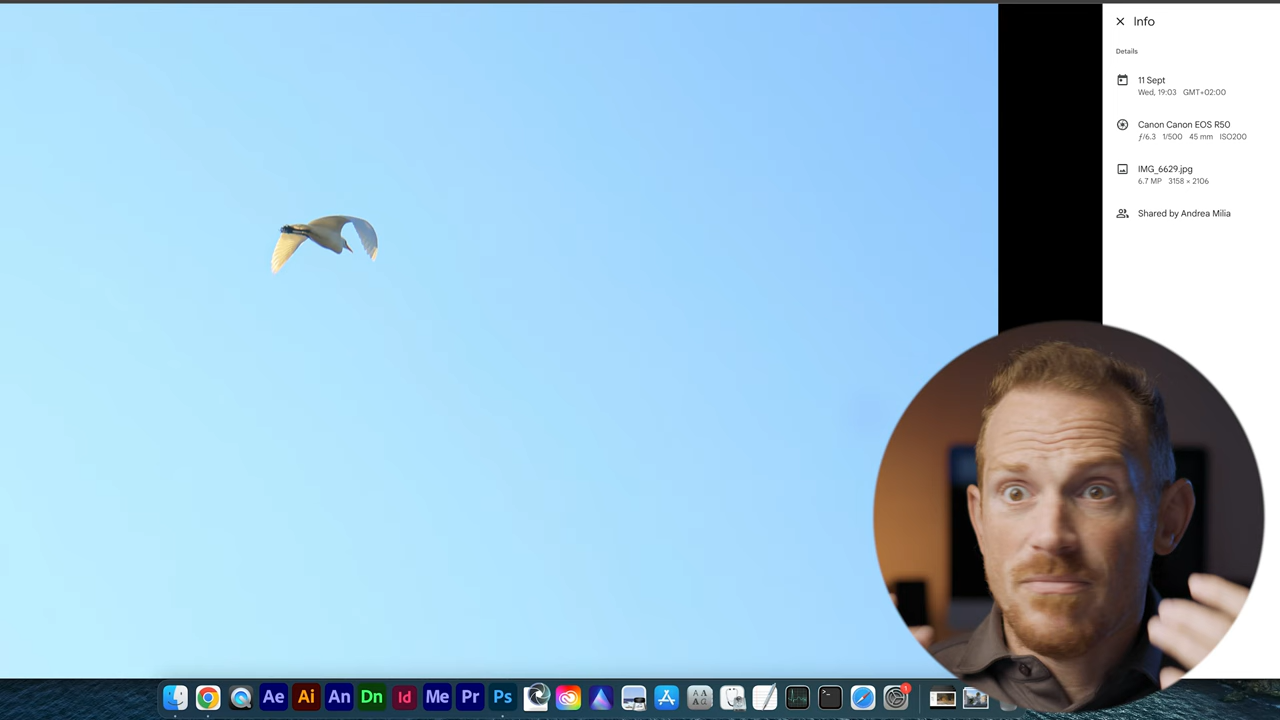 Info
Details
11 Sept
Wed, 19:03 GMT+02:00
Canon Canon EOS R50
ƒ/6.3 1/500 45 mm ISO200
IMG_6629.jpg
6.7 MP 3158 × 2106
Shared by Andrea Milia
Ae Ai An Dn Id Me Pr Ps